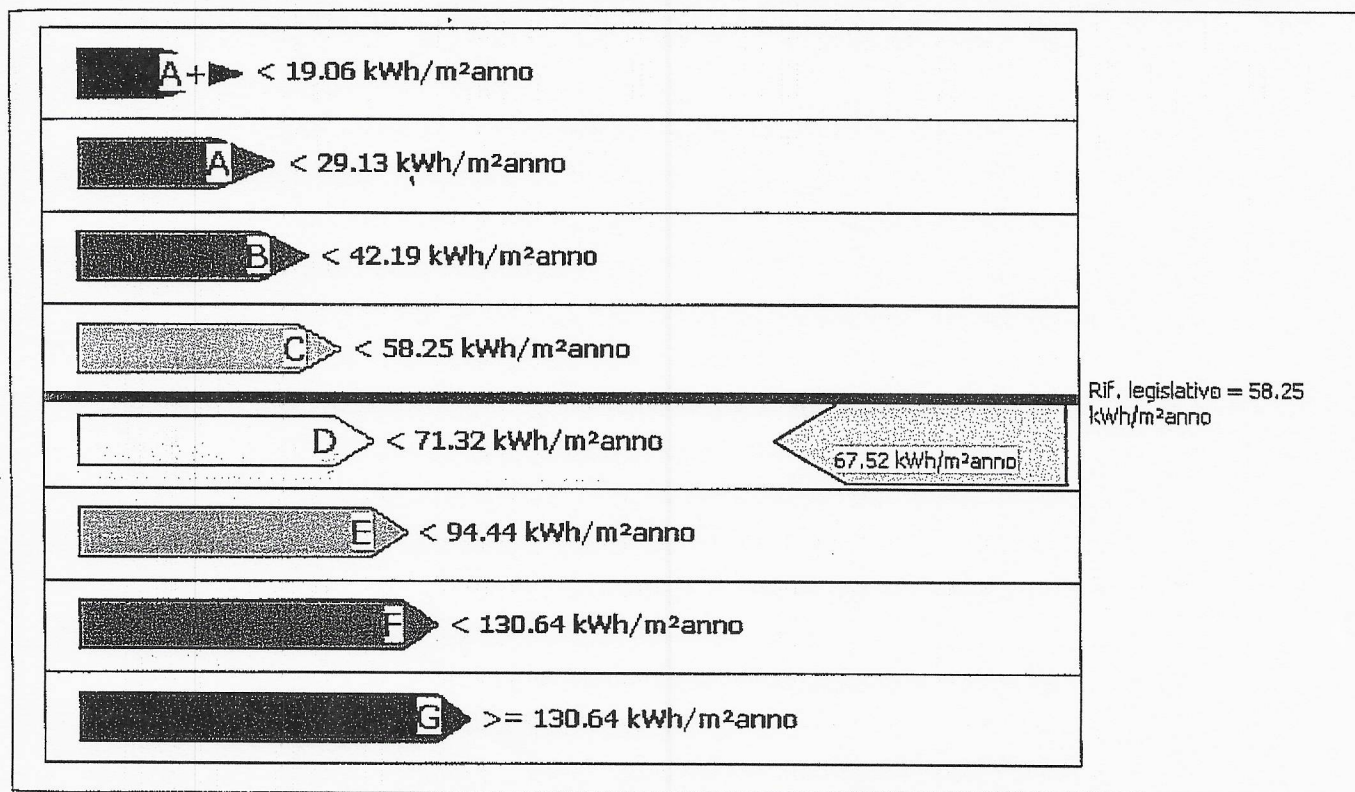 A+ < 19.06 kWh/m²anno
A < 29.13 kWh/m²anno
B < 42.19 kWh/m²anno
C < 58.25 kWh/m²anno
Rif. legislativo = 58.25
kWh/m²anno
D < 71.32 kWh/m²anno
67.52 kWh/m²anno
E < 94.44 kWh/m²anno
F < 130.64 kWh/m²anno
G >= 130.64 kWh/m²anno